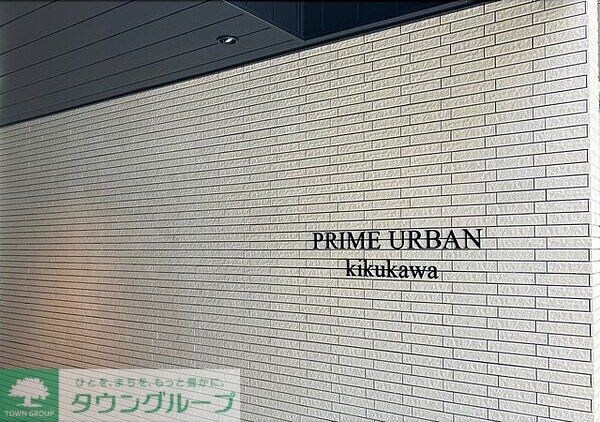 PRIME URBAN
kikukawa
ひとを、まちを、もっと豊かに。
TOWN GROUP
タウングループ